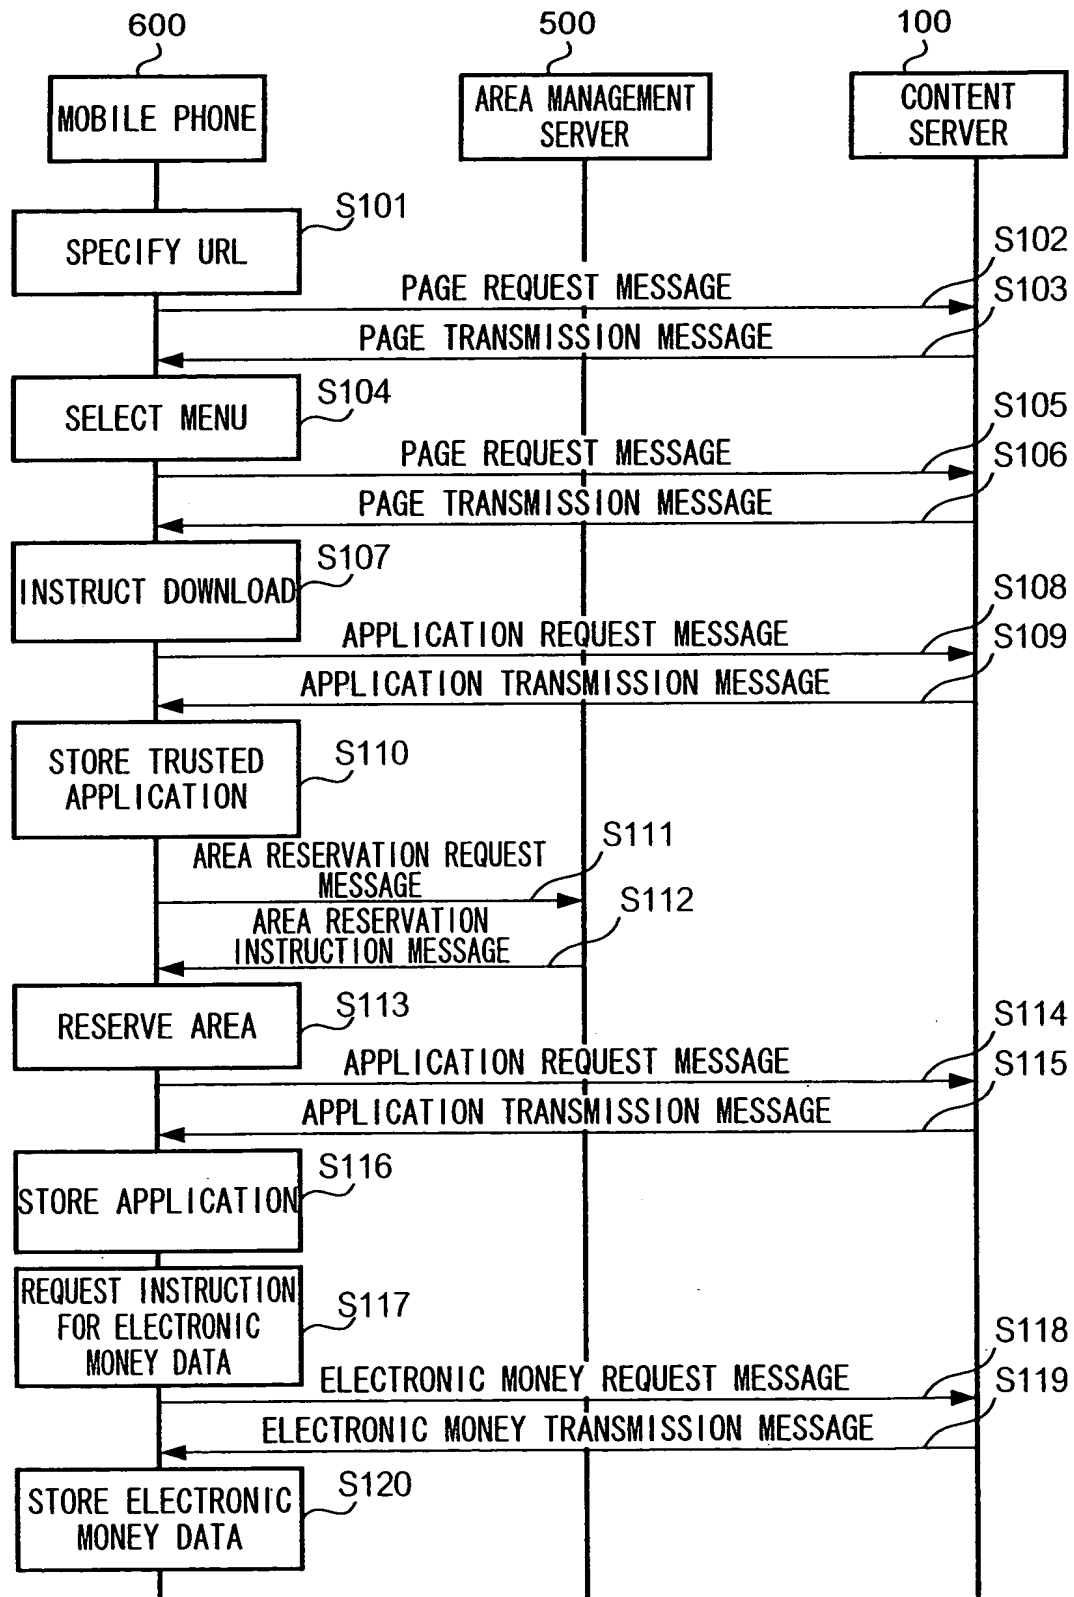 600
500
100
MOBILE PHONE
AREA MANAGEMENT
SERVER
CONTENT
SERVER
S101
SPECIFY URL
S102
PAGE REQUEST MESSAGE
S103
PAGE TRANSMISSION MESSAGE
S104
SELECT MENU
S105
PAGE REQUEST MESSAGE
S106
PAGE TRANSMISSION MESSAGE
S107
INSTRUCT DOWNLOAD
S108
APPLICATION REQUEST MESSAGE
S109
APPLICATION TRANSMISSION MESSAGE
S110
STORE TRUSTED
APPLICATION
S111
AREA RESERVATION REQUEST
MESSAGE
S112
AREA RESERVATION
INSTRUCTION MESSAGE
S113
RESERVE AREA
S114
APPLICATION REQUEST MESSAGE
S115
APPLICATION TRANSMISSION MESSAGE
S116
STORE APPLICATION
S117
REQUEST INSTRUCTION
FOR ELECTRONIC
MONEY DATA
S118
ELECTRONIC MONEY REQUEST MESSAGE
S119
ELECTRONIC MONEY TRANSMISSION MESSAGE
S120
STORE ELECTRONIC
MONEY DATA